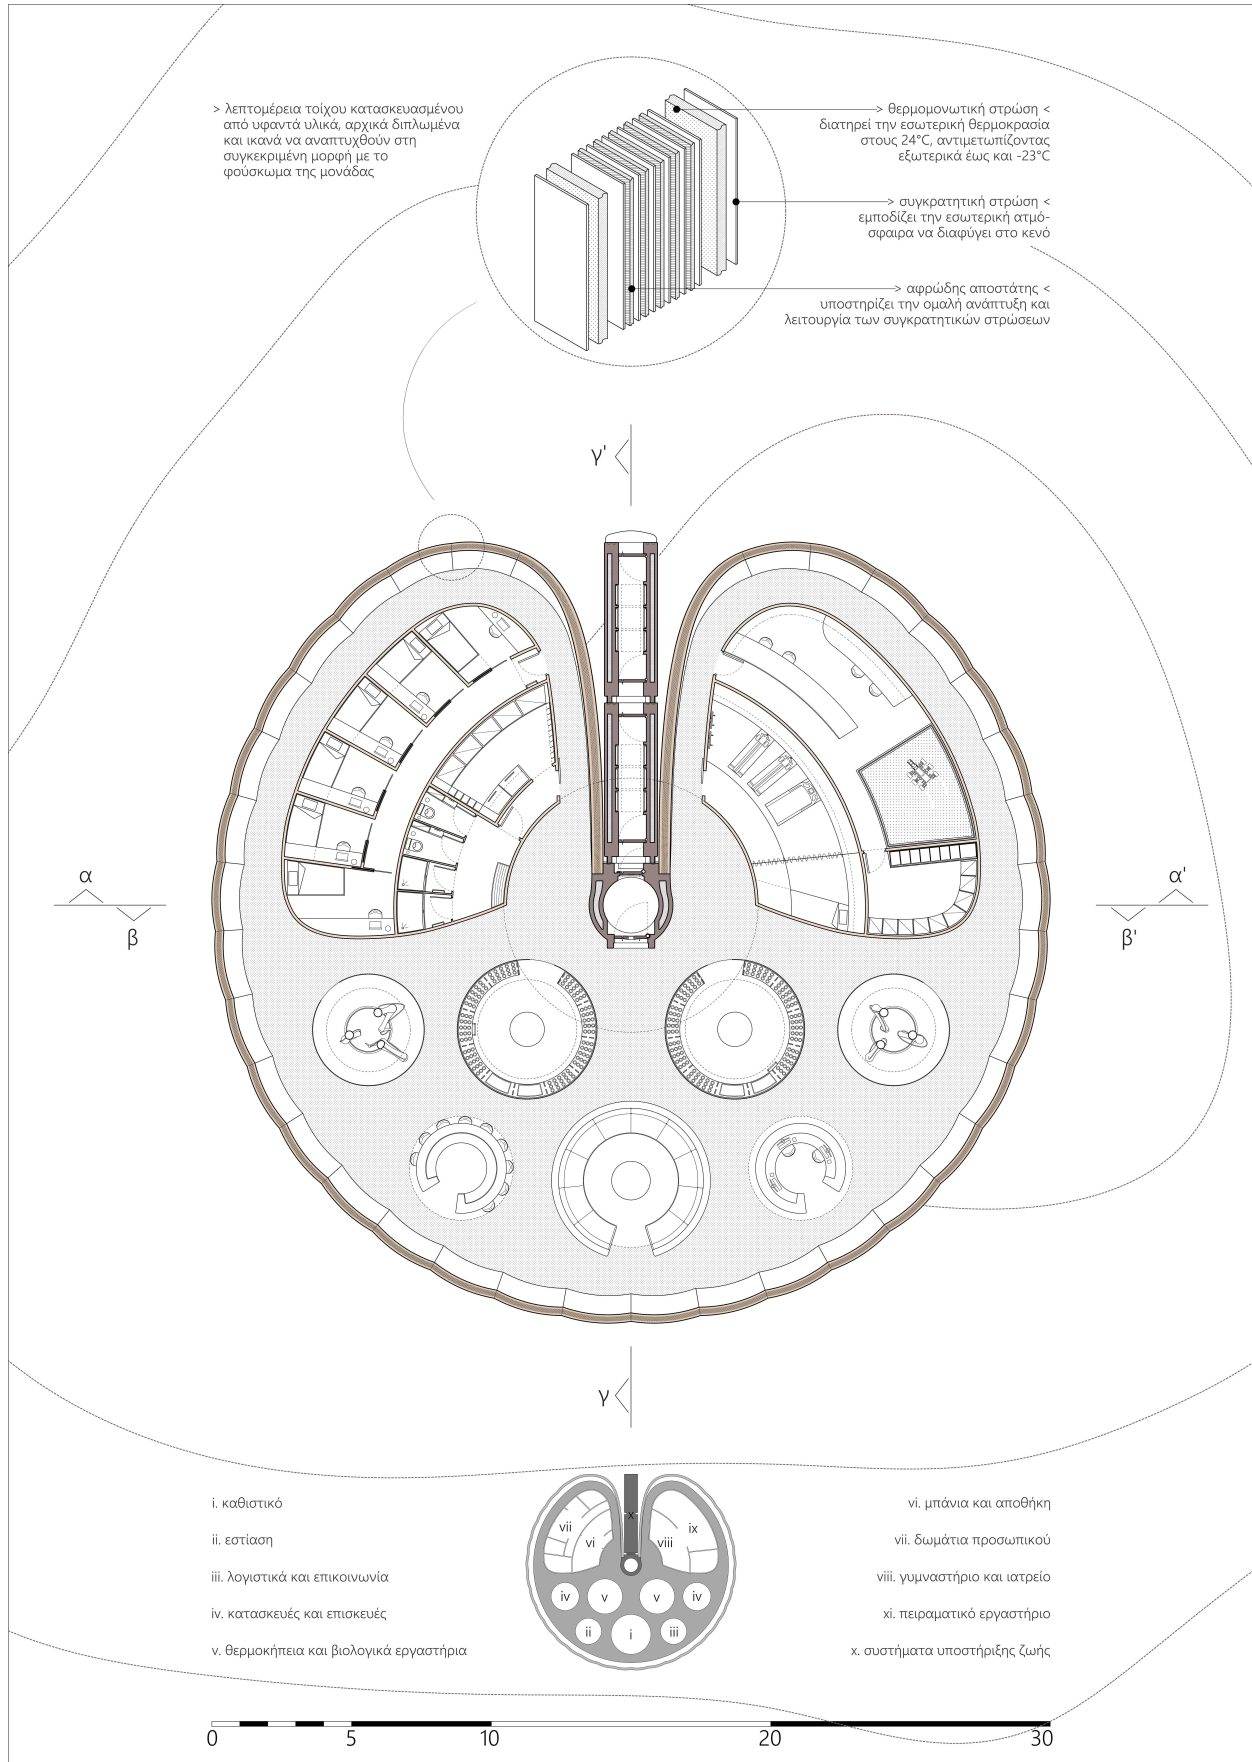 > λεπτομέρεια τοίχου κατασκευασμένου
από υφαντά υλικά, αρχικά διπλωμένα
και ικανά να αναπτυχθούν στη
συγκεκριμένη μορφή με το
φούσκωμα της μονάδας
> θερμομονωτική στρώση <
διατηρεί την εσωτερική θερμοκρασία
στους 24°C, αντιμετωπίζοντας
εξωτερικά έως και -23°C
> συγκρατητική στρώση <
εμποδίζει την εσωτερική ατμό-
σφαιρα να διαφύγει στο κενό
> αφρώδης αποστάτης <
υποστηρίζει την ομαλή ανάπτυξη και
λειτουργία των συγκρατητικών στρώσεων
γ'
α
β
α'
β'
γ
i. καθιστικό
ii. εστίαση
iii. λογιστικά και επικοινωνία
iv. κατασκευές και επισκευές
v. θερμοκήπεια και βιολογικά εργαστήρια
x
vii
vi
viii
ix
iv
v
v
iv
ii
i
iii
vi. μπάνια και αποθήκη
vii. δωμάτια προσωπικού
viii. γυμναστήριο και ιατρείο
xi. πειραματικό εργαστήριο
x. συστήματα υποστήριξης ζωής
0 5 10 20 30